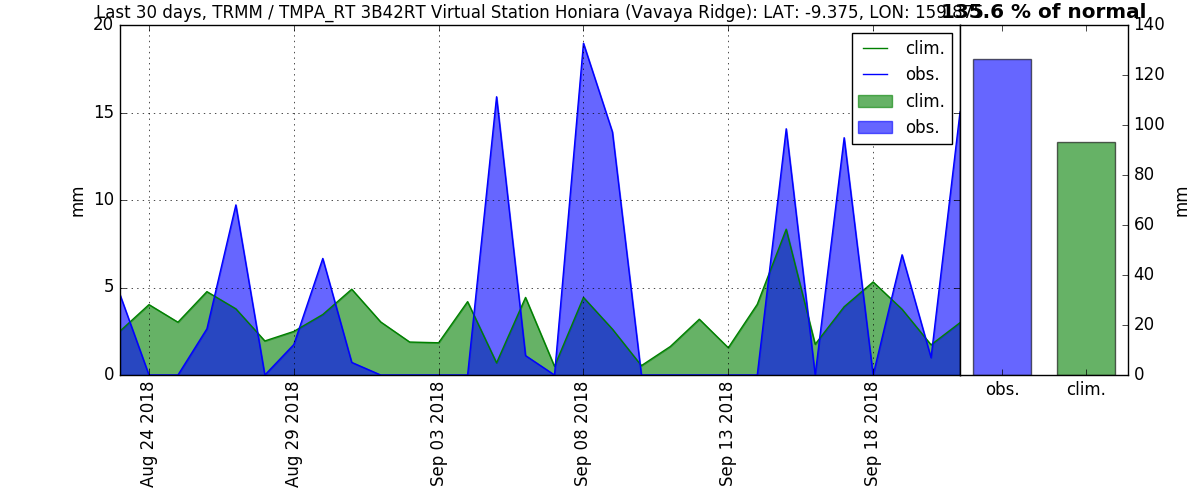 Last 30 days, TRMM / TMPA_RT 3B42RT Virtual Station Honiara (Vavaya Ridge): LAT: -9.375, LON:
135.6 % of normal
20
15
10
5
0
mm
clim.
obs.
clim.
obs.
Aug 24 2018
Aug 29 2018
Sep 03 2018
Sep 08 2018
Sep 13 2018
Sep 18 2018
140
120
100
80
60
40
20
0
mm
obs.
clim.